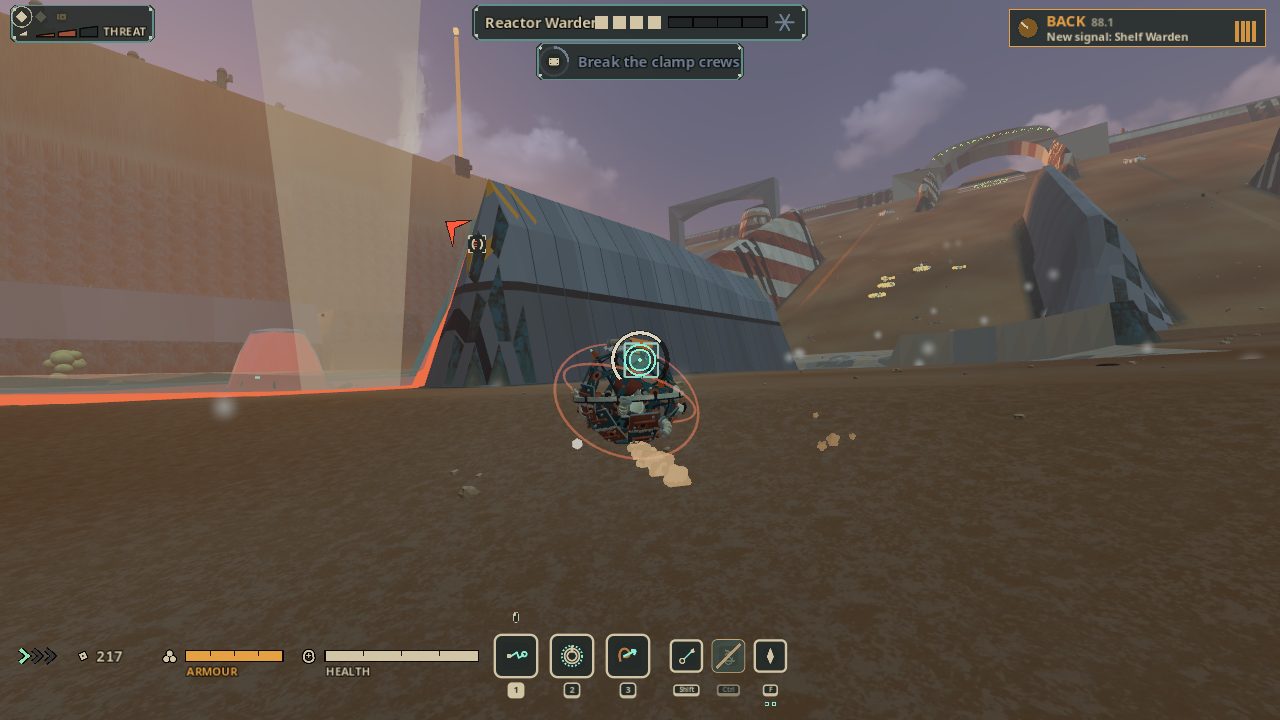 THREAT
Reactor Warden
Break the clamp crews
BACK 88.1
New signal: Shelf Warden
217
ARMOUR
HEALTH
1
2
3
Shift
Ctrl
F